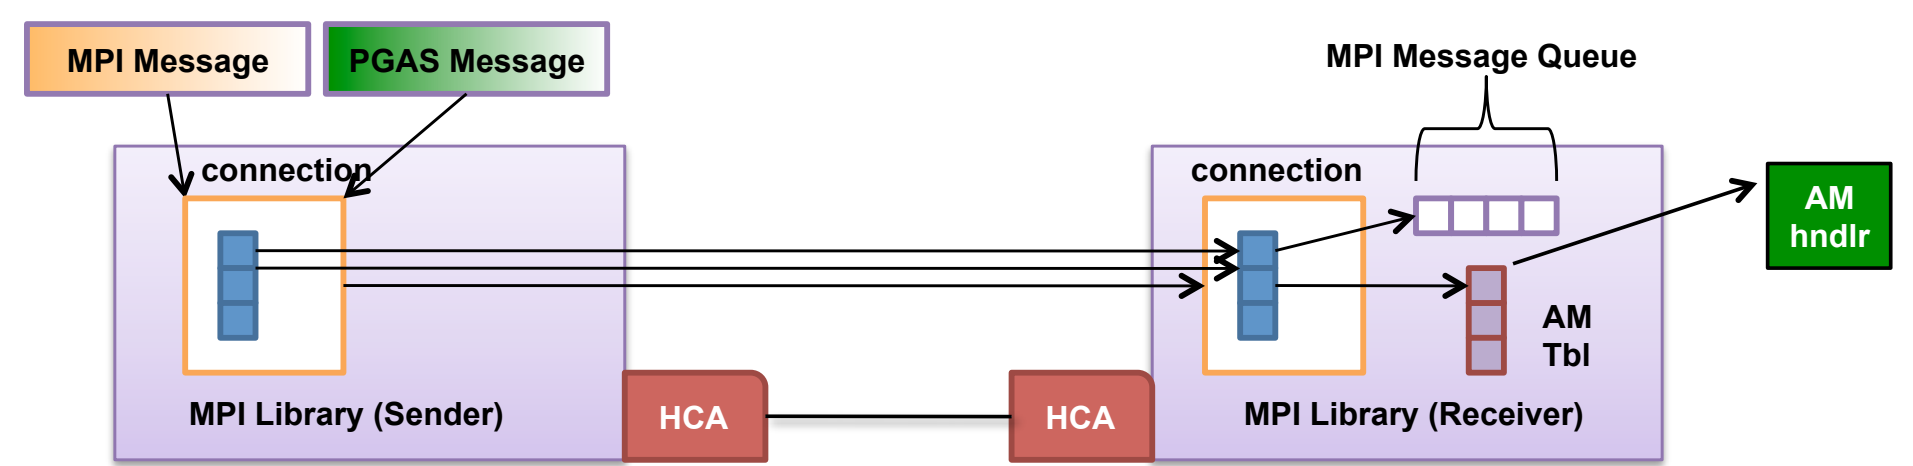 MPI Message
PGAS Message
MPI Message Queue
connection
connection
AM
hndlr
AM
Tbl
MPI Library (Sender)
HCA
HCA
MPI Library (Receiver)